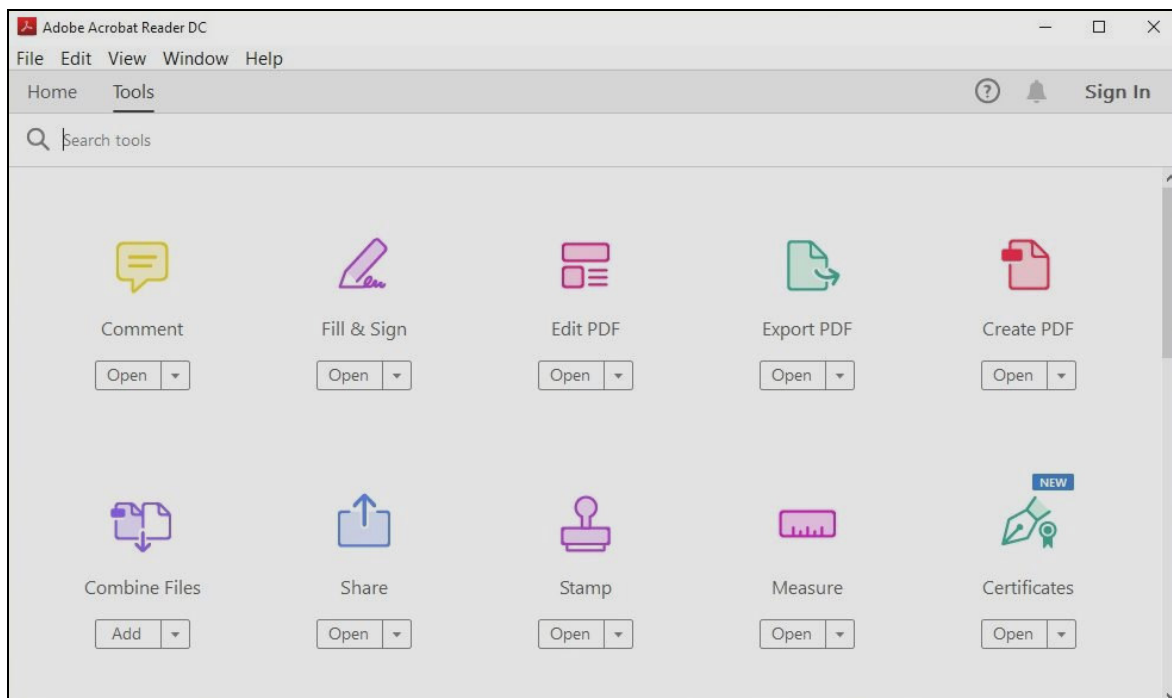 Adobe Acrobat Reader DC
File Edit View Window Help
Home Tools ? Sign In
Search tools
Comment Fill & Sign Edit PDF Export PDF Create PDF
Open Open Open Open Open
NEW
Combine Files Share Stamp Measure Certificates
Add Open Open Open Open